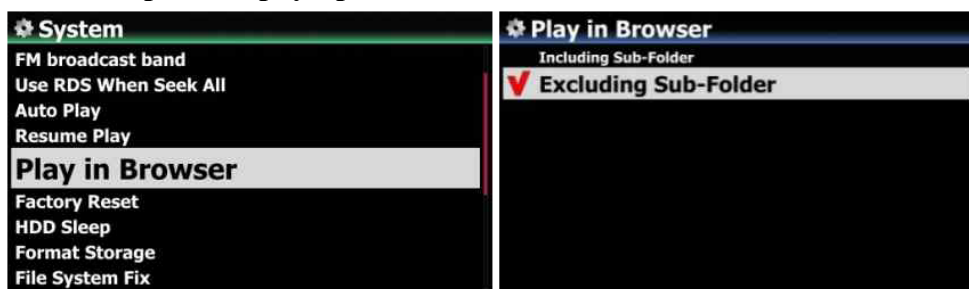 System
FM broadcast band
Use RDS When Seek All
Auto Play
Resume Play
Play in Browser
Factory Reset
HDD Sleep
Format Storage
File System Fix
Play in Browser
Including Sub-Folder
Excluding Sub-Folder